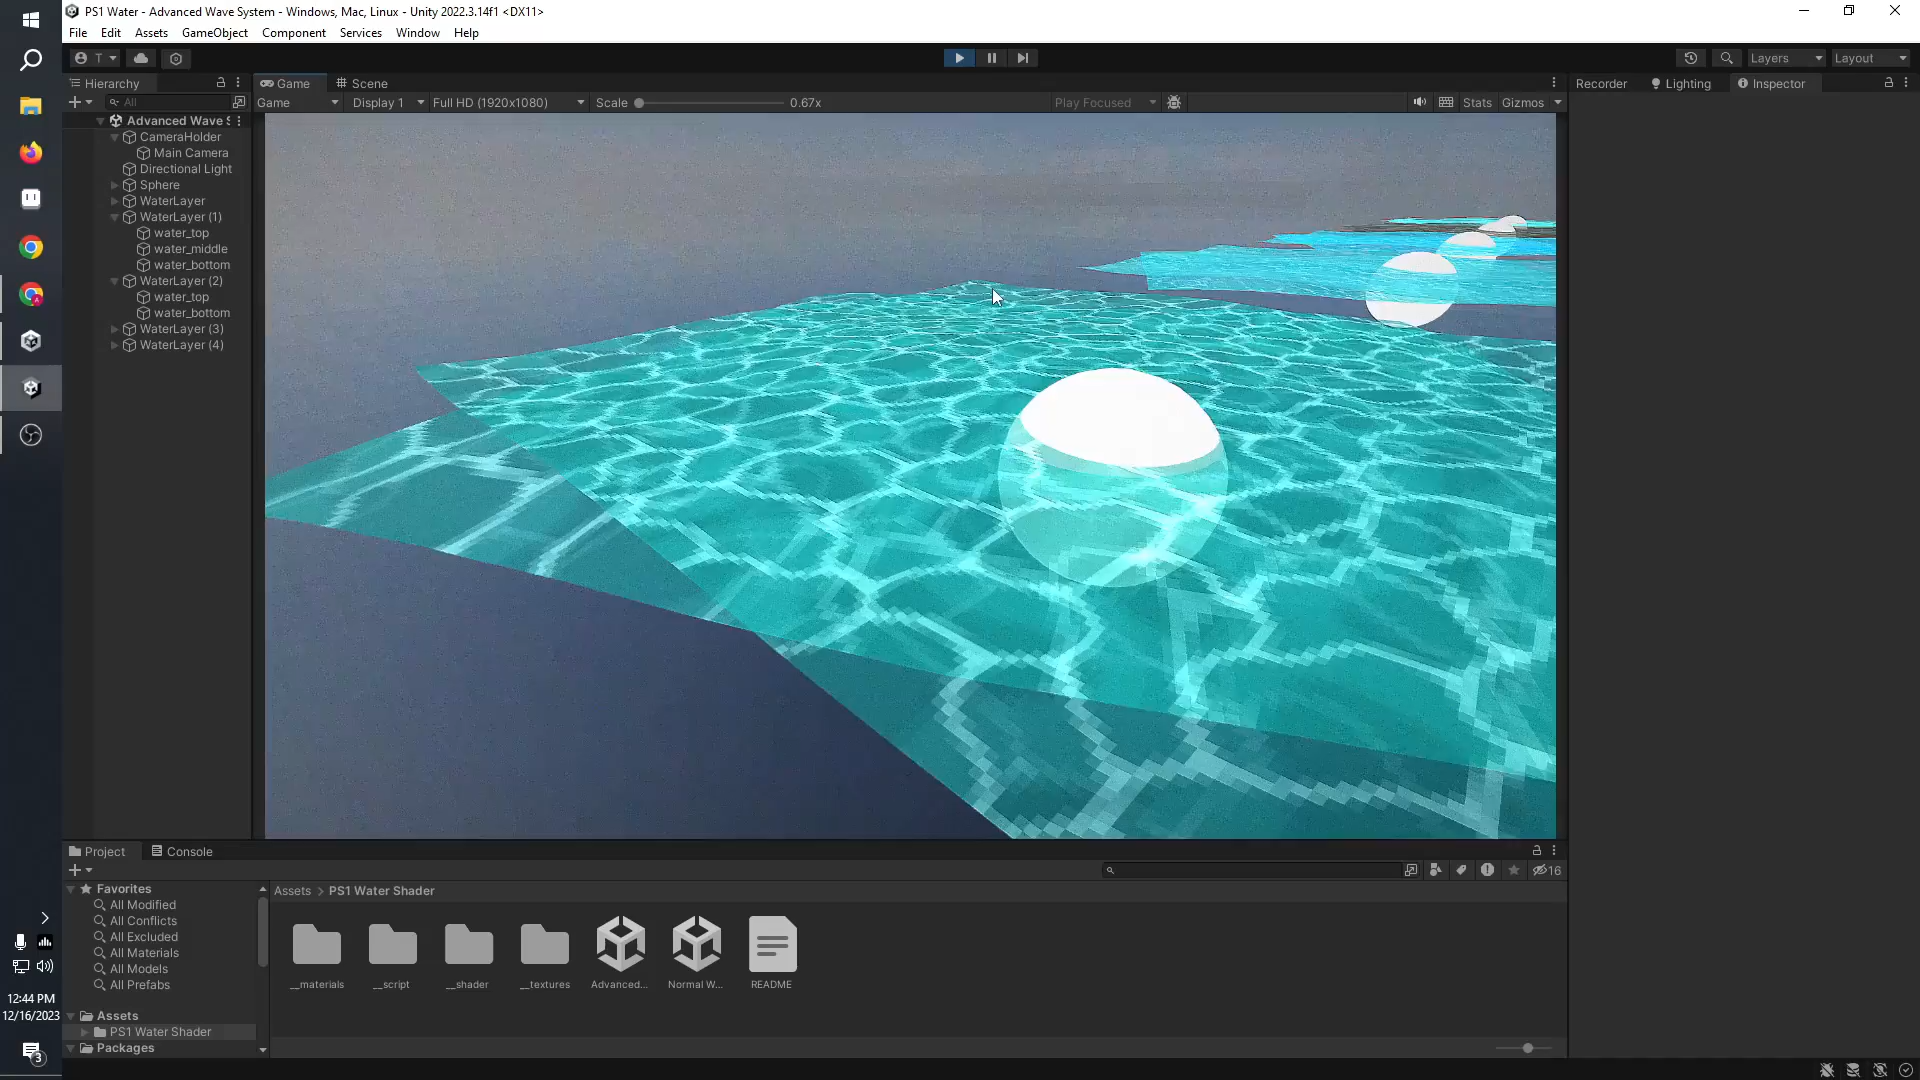 PS1 Water - Advanced Wave System - Windows, Mac, Linux - Unity 2022.3.14f1 <DX11>
File Edit Assets GameObject Component Services Window Help
T Layers Layout
Hierarchy Game Scene Recorder Lighting Inspector
All Game Display 1 Full HD (1920x1080) Scale 0.67x Play Focused Stats Gizmos
Advanced Wave S
CameraHolder
Main Camera
Directional Light
Sphere
WaterLayer
WaterLayer (1)
water_top
water_middle
water_bottom
WaterLayer (2)
water_top
water_bottom
WaterLayer (3)
WaterLayer (4)
Project Console
16
Favorites
Assets > PS1 Water Shader
All Modified
All Conflicts
All Excluded
All Materials
All Models
All Prefabs
__materials __script __shader __textures Advanced... Normal W... README
Assets
PS1 Water Shader
Packages
12:44 PM
12/16/2023
3